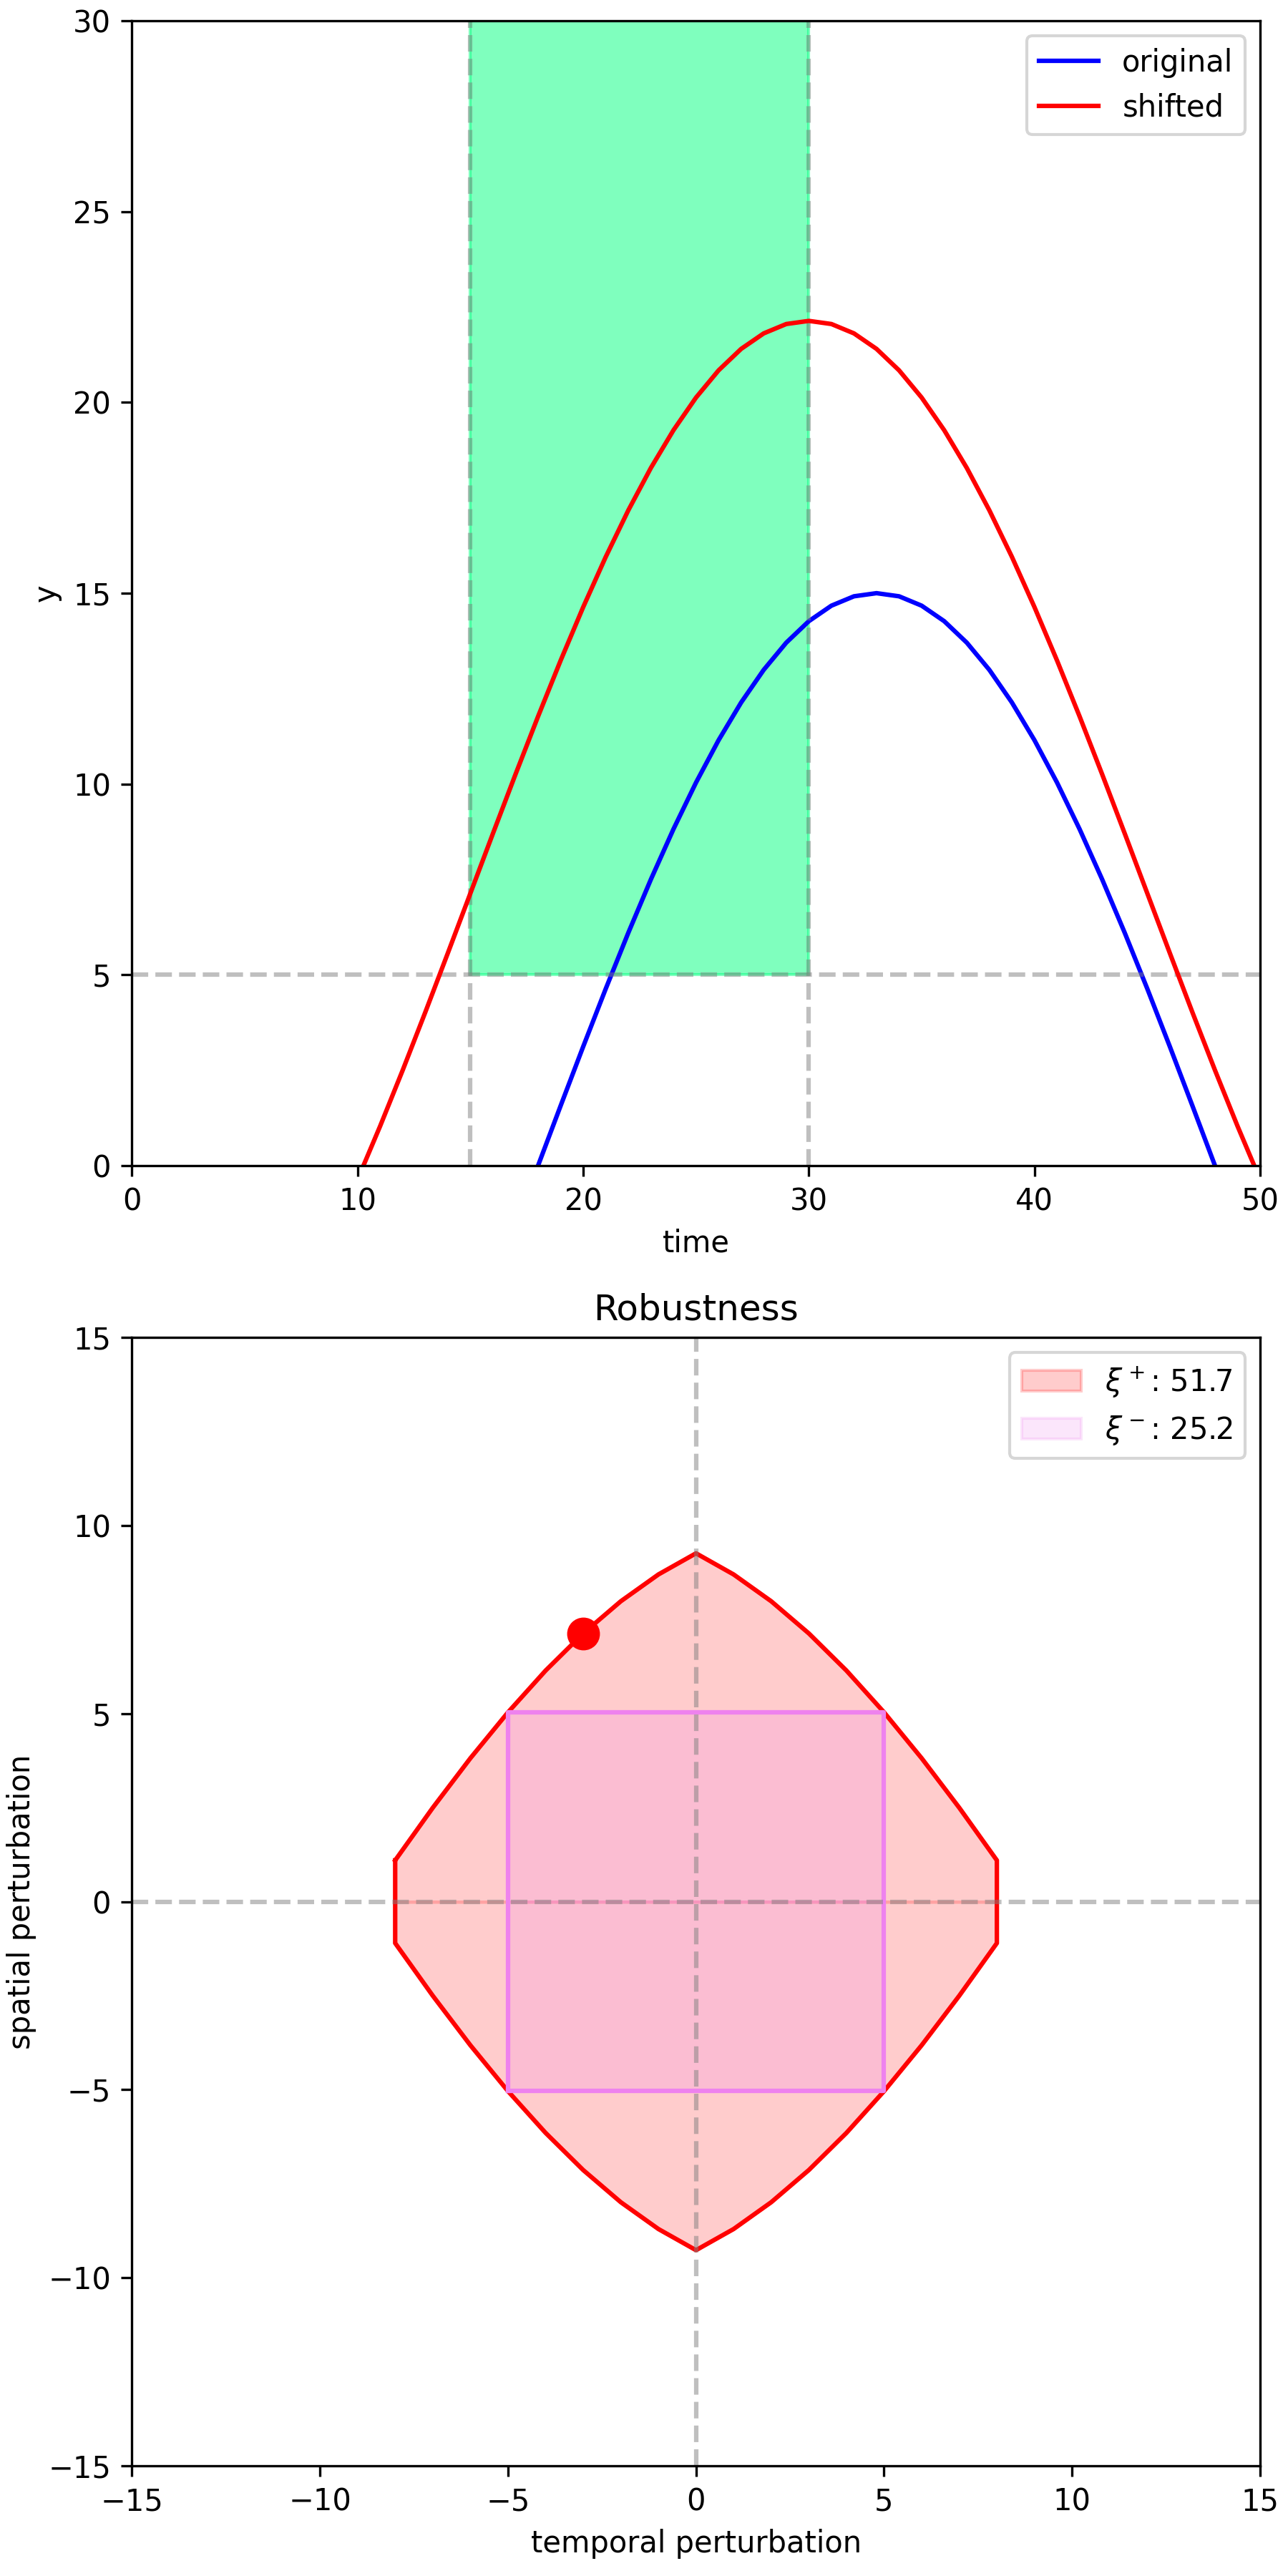 30
25
20
15
10
5
0
y
original
shifted
0 10 20 30 40 50
time
Robustness
15
10
5
0
−5
−10
−15
spatial perturbation
ξ⁺: 51.7
ξ⁻: 25.2
−15 −10 −5 0 5 10 15
temporal perturbation